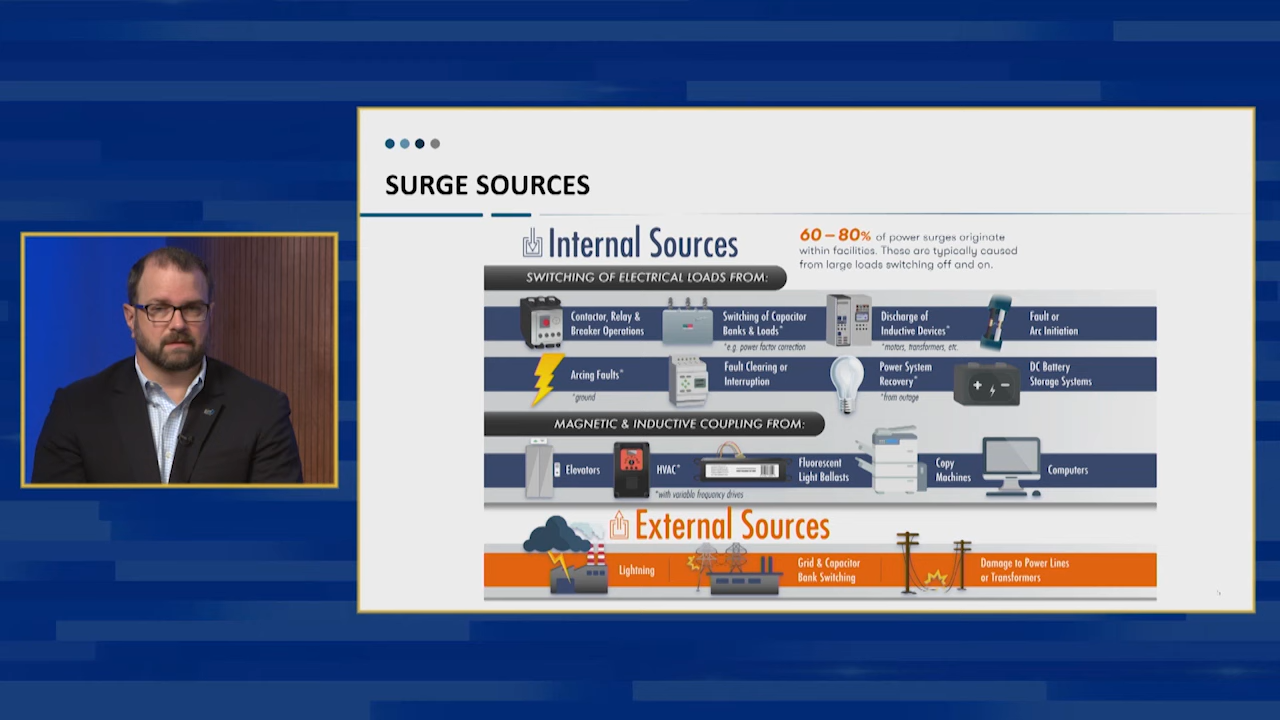 SURGE SOURCES
Internal Sources
60 – 80% of power surges originate
within facilities. These are typically caused
from large loads switching off and on.
SWITCHING OF ELECTRICAL LOADS FROM:
Contactor, Relay &
Breaker Operations
Switching of Capacitor
Banks & Loads*
*e.g. power factor correction
Discharge of
Inductive Devices*
*motors, transformers, etc.
Fault or
Arc Initiation
Arcing Faults*
*ground
Fault Clearing or
Interruption
Power System
Recovery*
*from outage
DC Battery
Storage Systems
MAGNETIC & INDUCTIVE COUPLING FROM:
Elevators
HVAC*
*with variable frequency drives
Fluorescent
Light Ballasts
Copy
Machines
Computers
External Sources
Lightning
Grid & Capacitor
Bank Switching
Damage to Power Lines
or Transformers